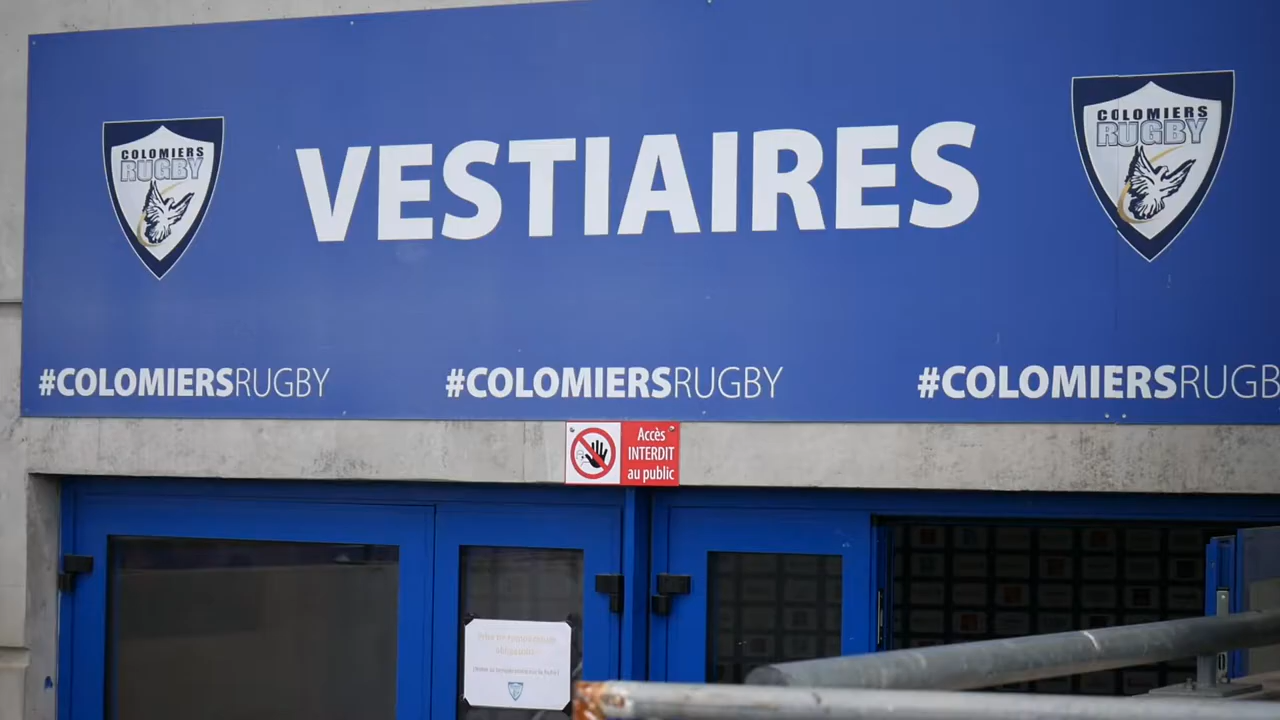 COLOMIERS
RUGBY
VESTIAIRES
COLOMIERS
RUGBY
#COLOMIERSRUGBY
#COLOMIERSRUGBY
#COLOMIERSRUGB
Accès
INTERDIT
au public